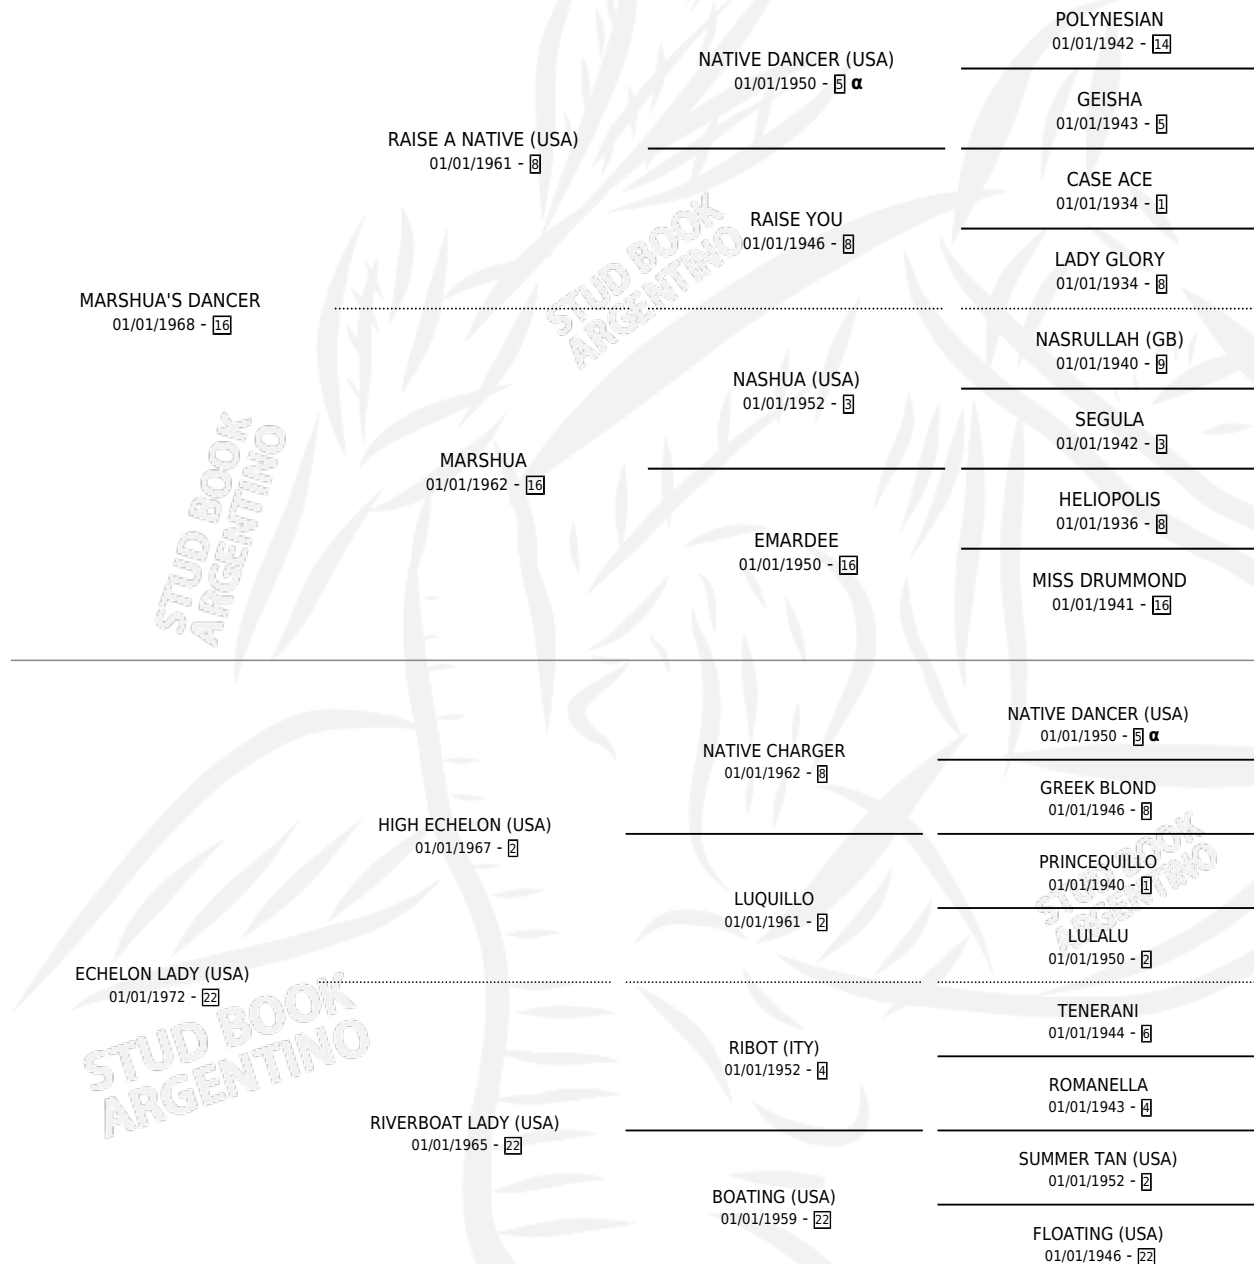 POLYNESIAN
01/01/1942 - 14
NATIVE DANCER (USA)
01/01/1950 - 5 α
GEISHA
01/01/1943 - 5
RAISE A NATIVE (USA)
01/01/1961 - 8
CASE ACE
01/01/1934 - 1
RAISE YOU
01/01/1946 - 8
LADY GLORY
01/01/1934 - 8
STUD BOOK
ARGENTINO
MARSHUA'S DANCER
01/01/1968 - 16
NASRULLAH (GB)
01/01/1940 - 9
NASHUA (USA)
01/01/1952 - 3
SEGULA
01/01/1942 - 3
MARSHUA
01/01/1962 - 16
HELIOPOLIS
01/01/1936 - 8
EMARDEE
01/01/1950 - 16
MISS DRUMMOND
01/01/1941 - 16
STUD BOOK
ARGENTINO
NATIVE DANCER (USA)
01/01/1950 - 5 α
NATIVE CHARGER
01/01/1962 - 8
GREEK BLOND
01/01/1946 - 8
HIGH ECHELON (USA)
01/01/1967 - 2
PRINCEQUILLO
01/01/1940 - 1
LUQUILLO
01/01/1961 - 2
LULALU
01/01/1950 - 2
STUD BOOK
ARGENTINO
ECHELON LADY (USA)
01/01/1972 - 22
TENERANI
01/01/1944 - 6
RIBOT (ITY)
01/01/1952 - 4
ROMANELLA
01/01/1943 - 4
STUD BOOK
ARGENTINO
RIVERBOAT LADY (USA)
01/01/1965 - 22
SUMMER TAN (USA)
01/01/1952 - 2
BOATING (USA)
01/01/1959 - 22
FLOATING (USA)
01/01/1946 - 22